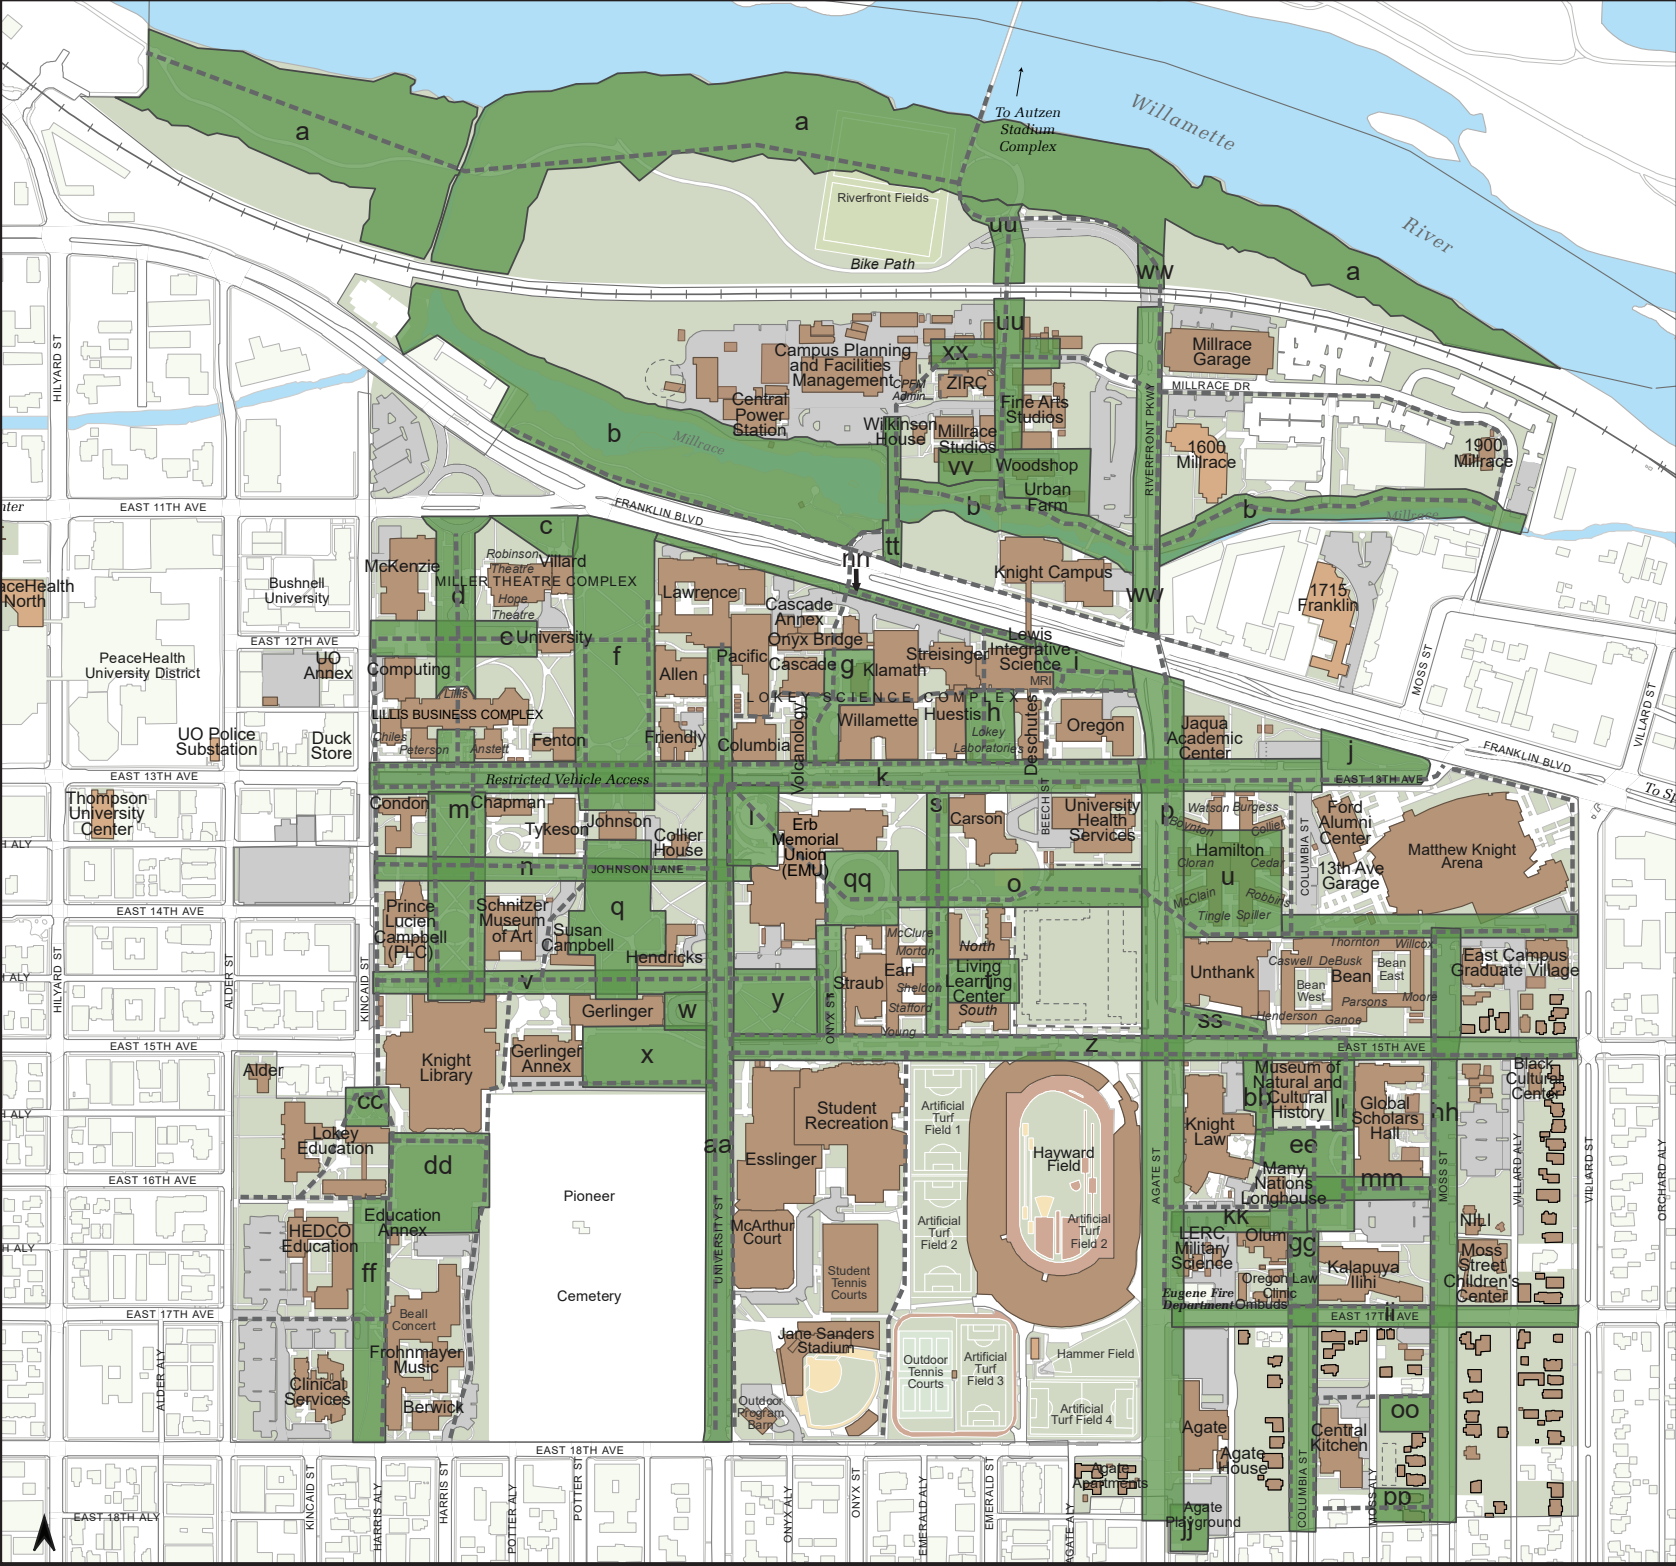 a
a
a
To Autzen
Stadium
Complex
Willamette
River
Riverfront Fields
Bike Path
uu
ww
uu
xx
Campus Planning
and Facilities
Management
CPFM
Admin
ZIRC
Millrace
Garage
MILLRACE DR
HILYARD ST
Central
Power
Station
Fine Arts
Studios
Wilkinson
House
Millrace
Studios
b
Millrace
vv
Woodshop
Urban
Farm
b
RIVERFRONT PKWY
1600
Millrace
1900
Millrace
b
Millrace
EAST 11TH AVE
FRANKLIN BLVD
c
tt
nn
McKenzie
Robinson
Theatre
Villard
MILLER THEATRE COMPLEX
Hope
Theatre
d
Lawrence
Cascade
Annex
Knight Campus
ww
1715
Franklin
Bushnell
University
PeaceHealth
North
EAST 12TH AVE
e
University
f
Onyx Bridge
Pacific
Cascade
g
Klamath
Streisinger
Lewis
Integrative
Science
i
MRI
PeaceHealth
University District
UO
Annex
Computing
Allen
MOSS ST
VILLARD ST
Lillis
LILLIS BUSINESS COMPLEX
LOKEY SCIENCE COMPLEX
Chiles
Peterson
Anstett
Fenton
Friendly
Columbia
Volcanology
Willamette
Huestis
h
Lokey
Laboratories
Deschutes
Oregon
Jaqua
Academic
Center
j
FRANKLIN BLVD
UO Police
Substation
Duck
Store
EAST 13TH AVE
Restricted Vehicle Access
k
EAST 13TH AVE
Thompson
University
Center
Condon
m
Chapman
Tykeson
Johnson
Collier
House
l
Erb
Memorial
Union
(EMU)
s
Carson
BEECH ST
University
Health
Services
p
Watson
Burgess
Boynton
Collier
Hamilton
Cloran
Cedar
u
McClain
Robbins
Tingle
Spiller
COLUMBIA ST
Ford
Alumni
Center
13th Ave
Garage
Matthew Knight
Arena
n
JOHNSON LANE
qq
o
EAST 14TH AVE
Prince
Lucien
Campbell
(PLC)
Schnitzer
Museum
of Art
q
Susan
Campbell
Hendricks
McClure
Morton
North
Thornton
Willcox
HILYARD ST
ALDER ST
KINCAID ST
v
Straub
Earl
Sheldon
Stafford
Young
Living
Learning
Center
South
Unthank
Caswell
DeBusk
Bean
Bean
East
Bean
West
Parsons
Moore
Henderson
Ganoe
East Campus
Graduate Village
Gerlinger
w
y
ONYX ST
ss
EAST 15TH AVE
Knight
Library
Gerlinger
Annex
x
z
EAST 15TH AVE
Alder
cc
Lokey
Education
dd
Student
Recreation
Artificial
Turf
Field 1
Hayward
Field
Museum of
Natural and
Cultural
History
bb
ll
Knight
Law
Global
Scholars
Hall
hh
Black
Cultural
Center
aa
Esslinger
ee
Many
Nations
Longhouse
mm
AGATE ST
MOSS ST
VILLARD ALY
VILLARD ST
ORCHARD ALY
EAST 16TH AVE
Pioneer
Cemetery
Education
Annex
HEDCO
Education
ff
McArthur
Court
UNIVERSITY ST
Student
Tennis
Courts
Artificial
Turf
Field 2
Artificial
Turf
Field 2
kk
LERC
Military
Science
Olum
gg
Oregon Law
Clinic
Ombuds
Eugene Fire
Department
Kalapuya
Ilihi
NILI
Moss
Street
Children's
Center
EAST 17TH AVE
ii
EAST 17TH AVE
Beall
Concert
Frohnmayer
Music
Berwick
Clinical
Services
ALDER ALY
Jane Sanders
Stadium
Outdoor
Program
Barn
Outdoor
Tennis
Courts
Artificial
Turf
Field 3
Hammer Field
Artificial
Turf Field 4
Agate
Agate
House
Central
Kitchen
oo
pp
EAST 18TH AVE
Agate
Apartments
Agate
Playground
jj
KINCAID ST
HARRIS ALY
HARRIS ST
POTTER ALY
POTTER ST
ONYX ALY
ONYX ST
EMERALD ALY
EMERALD ST
AGATE ALY
COLUMBIA ST
MOSS ALY
EAST 18TH ALY